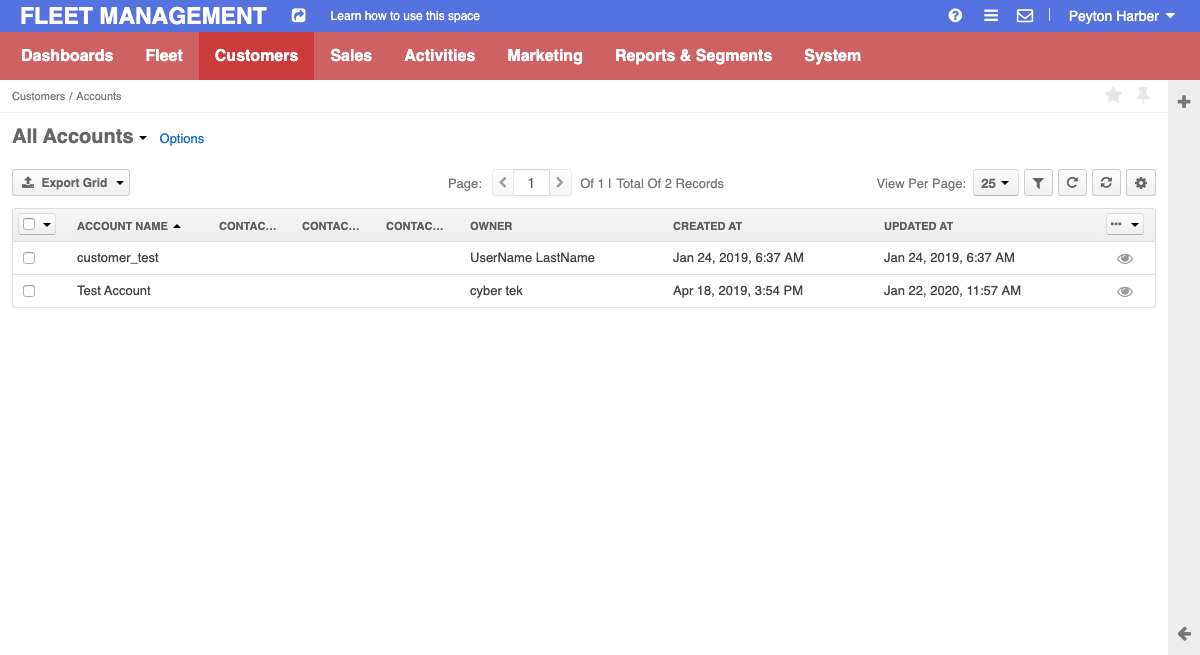 FLEET MANAGEMENT Learn how to use this space Peyton Harber
Dashboards Fleet Customers Sales Activities Marketing Reports & Segments System
Customers / Accounts
All Accounts Options
Export Grid Page: 1 Of 1 | Total Of 2 Records View Per Page: 25
ACCOUNT NAME CONTAC... CONTAC... CONTAC... OWNER CREATED AT UPDATED AT
customer_test UserName LastName Jan 24, 2019, 6:37 AM Jan 24, 2019, 6:37 AM
Test Account cyber tek Apr 18, 2019, 3:54 PM Jan 22, 2020, 11:57 AM